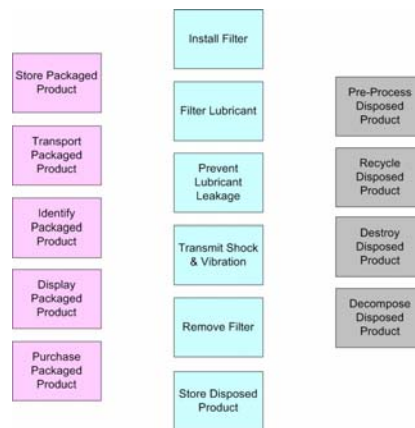 Store Packaged
Product
Transport
Packaged
Product
Identify
Packaged
Product
Display
Packaged
Product
Purchase
Packaged
Product
Install Filter
Filter Lubricant
Prevent
Lubricant
Leakage
Transmit Shock
& Vibration
Remove Filter
Store Disposed
Product
Pre-Process
Disposed
Product
Recycle
Disposed
Product
Destroy
Disposed
Product
Decompose
Disposed
Product